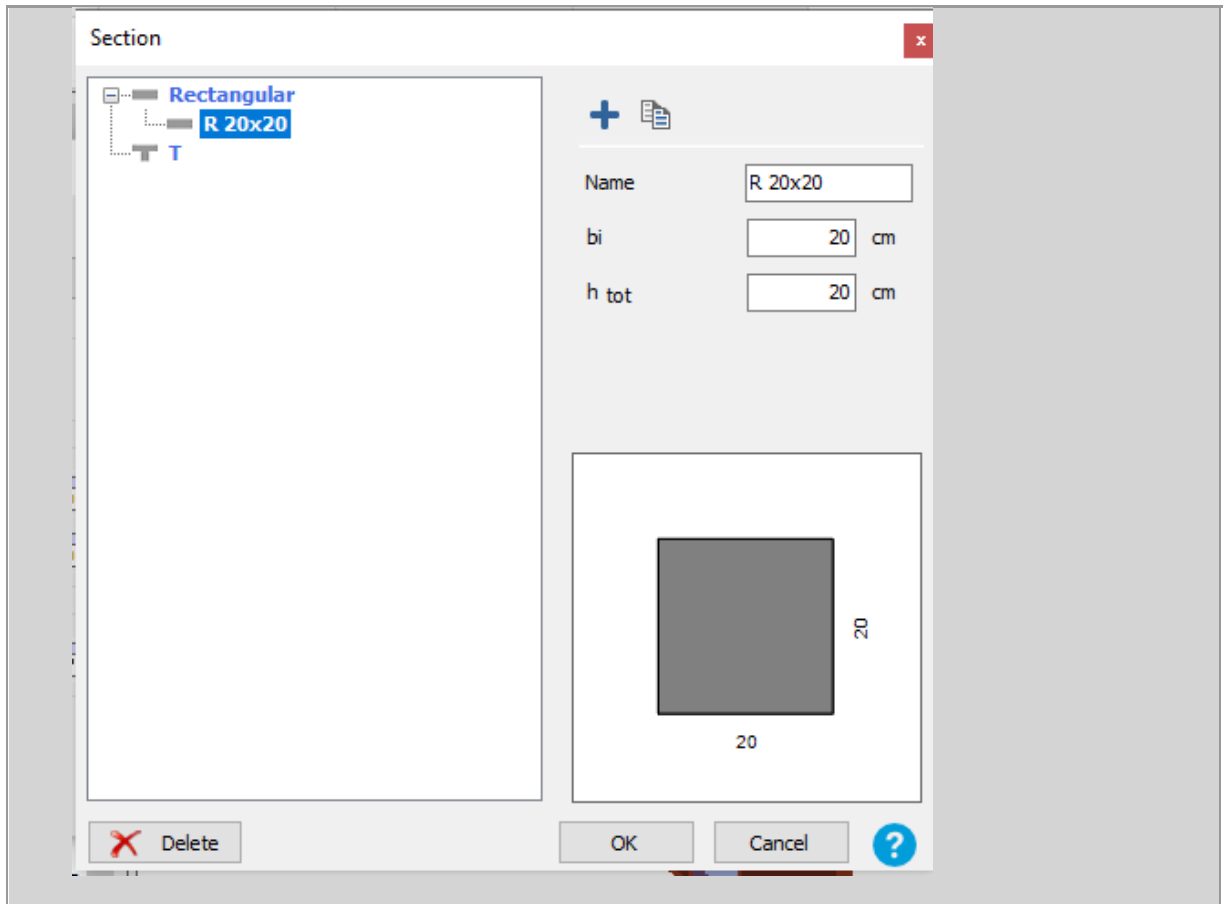 Section
x
Rectangular
R 20x20
T
Name R 20x20
bi 20 cm
h tot 20 cm
20
20
Delete
OK
Cancel
?